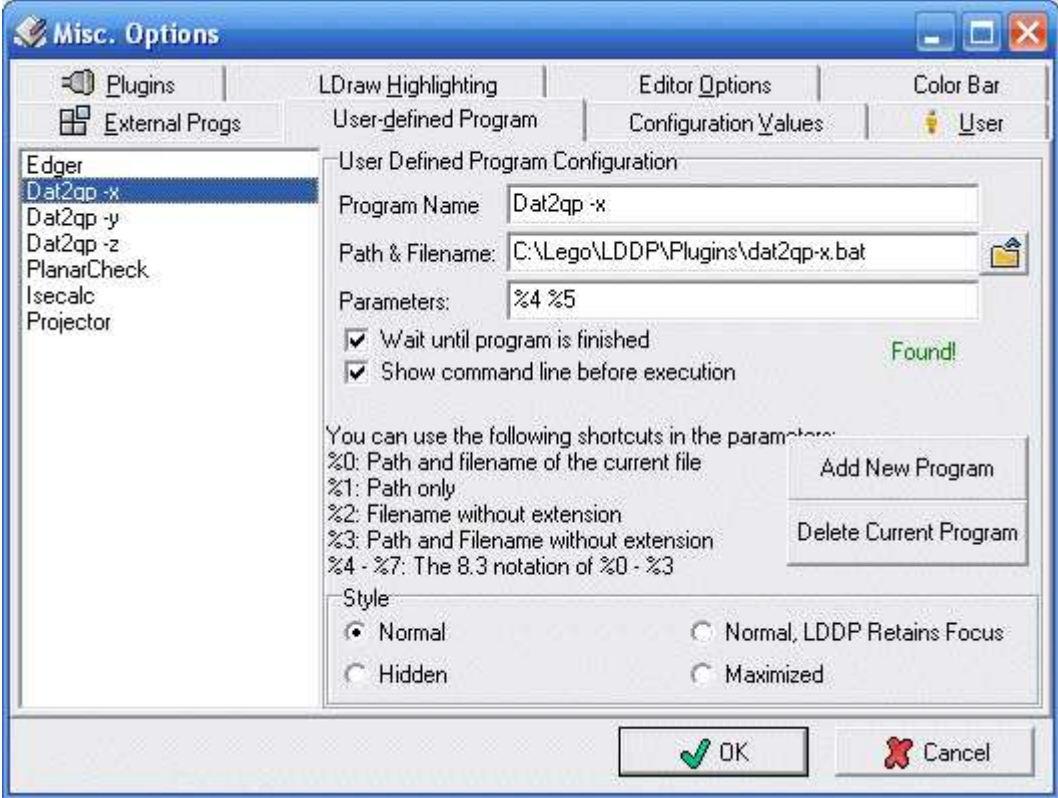 Misc. Options
Plugins
LDraw Highlighting
Editor Options
Color Bar
External Progs
User-defined Program
Configuration Values
User
Edger
Dat2qp -x
Dat2qp -y
Dat2qp -z
PlanarCheck
Isecalc
Projector
User Defined Program Configuration
Program Name
Dat2qp -x
Path & Filename:
C:\Lego\LDDP\Plugins\dat2qp-x.bat
Parameters:
%4 %5
Wait until program is finished
Found!
Show command line before execution
You can use the following shortcuts in the parameters:
%0: Path and filename of the current file
%1: Path only
%2: Filename without extension
%3: Path and Filename without extension
%4 - %7: The 8.3 notation of %0 - %3
Add New Program
Delete Current Program
Style
Normal
Normal, LDDP Retains Focus
Hidden
Maximized
OK
Cancel